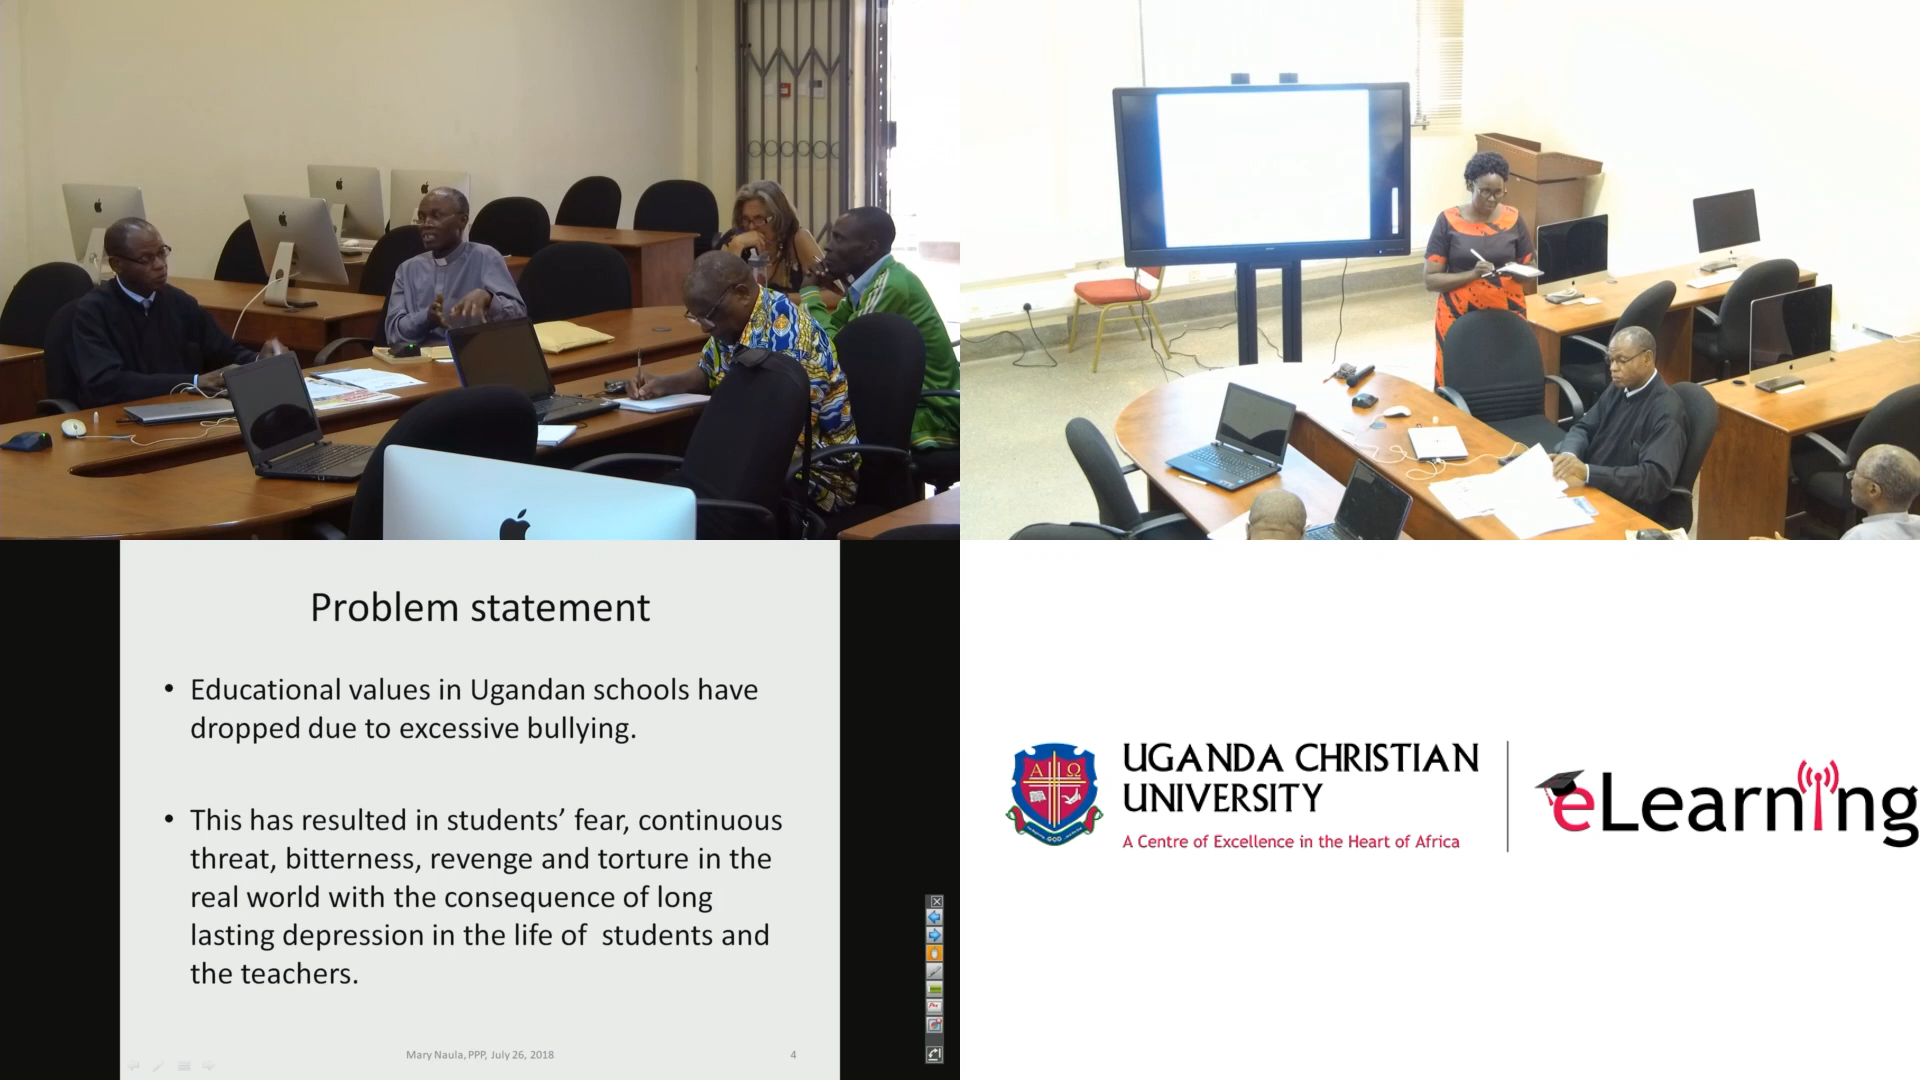 Problem statement
• Educational values in Ugandan schools have
dropped due to excessive bullying.
• This has resulted in students’ fear, continuous
threat, bitterness, revenge and torture in the
real world with the consequence of long
lasting depression in the life of  students and
the teachers.
Mary Naula, PPP, July 26, 2018
4
Α Ω
GOD
UGANDA CHRISTIAN
UNIVERSITY
A Centre of Excellence in the Heart of Africa
eLearning